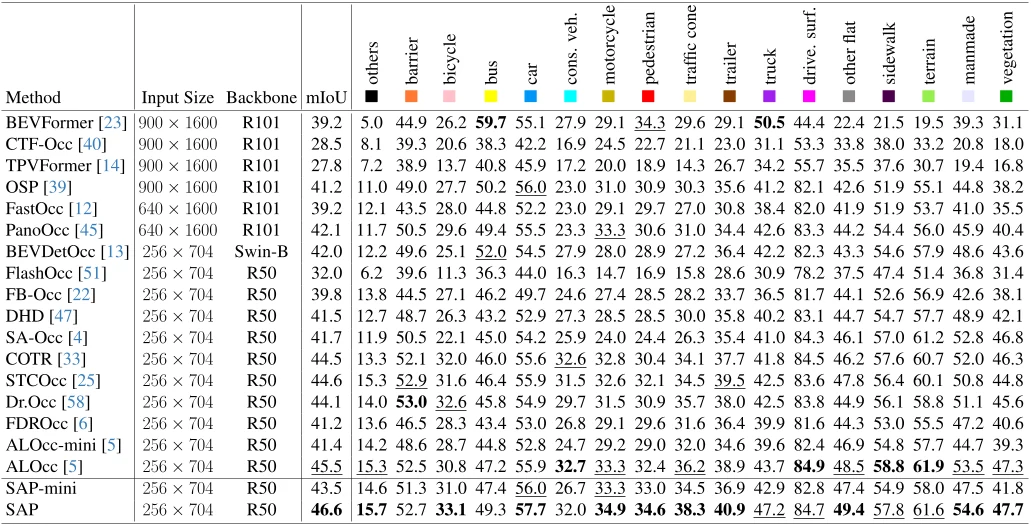 Method Input Size Backbone mIoU others barrier bicycle bus car cons. veh. motorcycle pedestrian traffic cone trailer truck drive. surf. other flat sidewalk terrain manmade vegetation
BEVFormer [23] 900 × 1600 R101 39.2 5.0 44.9 26.2 59.7 55.1 27.9 29.1 34.3 29.6 29.1 50.5 44.4 22.4 21.5 19.5 39.3 31.1
CTF-Occ [40] 900 × 1600 R101 28.5 8.1 39.3 20.6 38.3 42.2 16.9 24.5 22.7 21.1 23.0 31.1 53.3 33.8 38.0 33.2 20.8 18.0
TPVFormer [14] 900 × 1600 R101 27.8 7.2 38.9 13.7 40.8 45.9 17.2 20.0 18.9 14.3 26.7 34.2 55.7 35.5 37.6 30.7 19.4 16.8
OSP [39] 900 × 1600 R101 41.2 11.0 49.0 27.7 50.2 56.0 23.0 31.0 30.9 30.3 35.6 41.2 82.1 42.6 51.9 55.1 44.8 38.2
FastOcc [12] 640 × 1600 R101 39.2 12.1 43.5 28.0 44.8 52.2 23.0 29.1 29.7 27.0 30.8 38.4 82.0 41.9 51.9 53.7 41.0 35.5
PanoOcc [45] 640 × 1600 R101 42.1 11.7 50.5 29.6 49.4 55.5 23.3 33.3 30.6 31.0 34.4 42.6 83.3 44.2 54.4 56.0 45.9 40.4
BEVDetOcc [13] 256 × 704 Swin-B 42.0 12.2 49.6 25.1 52.0 54.5 27.9 28.0 28.9 27.2 36.4 42.2 82.3 43.3 54.6 57.9 48.6 43.6
FlashOcc [51] 256 × 704 R50 32.0 6.2 39.6 11.3 36.3 44.0 16.3 14.7 16.9 15.8 28.6 30.9 78.2 37.5 47.4 51.4 36.8 31.4
FB-Occ [22] 256 × 704 R50 39.8 13.8 44.5 27.1 46.2 49.7 24.6 27.4 28.5 28.2 33.7 36.5 81.7 44.1 52.6 56.9 42.6 38.1
DHD [47] 256 × 704 R50 41.5 12.7 48.7 26.3 43.2 52.9 27.3 28.5 28.5 30.0 35.8 40.2 83.1 44.7 54.7 57.7 48.9 42.1
SA-Occ [4] 256 × 704 R50 41.7 11.9 50.5 22.1 45.0 54.2 25.9 24.0 24.4 26.3 35.4 41.0 84.3 46.1 57.0 61.2 52.8 46.8
COTR [33] 256 × 704 R50 44.5 13.3 52.1 32.0 46.0 55.6 32.6 32.8 30.4 34.1 37.7 41.8 84.5 46.2 57.6 60.7 52.0 46.3
STCOcc [25] 256 × 704 R50 44.6 15.3 52.9 31.6 46.4 55.9 31.5 32.6 32.1 34.5 39.5 42.5 83.6 47.8 56.4 60.1 50.8 44.8
Dr.Occ [58] 256 × 704 R50 44.1 14.0 53.0 32.6 45.8 54.9 29.7 31.5 30.9 35.7 38.0 42.5 83.8 44.9 56.1 58.8 51.1 45.6
FDROcc [6] 256 × 704 R50 41.2 13.6 46.5 28.3 43.4 53.0 26.8 29.1 29.6 31.6 36.4 39.9 81.6 44.3 53.0 55.5 47.2 40.6
ALOcc-mini [5] 256 × 704 R50 41.4 14.2 48.6 28.7 44.8 52.8 24.7 29.2 29.0 32.0 34.6 39.6 82.4 46.9 54.8 57.7 44.7 39.3
ALOcc [5] 256 × 704 R50 45.5 15.3 52.5 30.8 47.2 55.9 32.7 33.3 32.4 36.2 38.9 43.7 84.9 48.5 58.8 61.9 53.5 47.3
SAP-mini 256 × 704 R50 43.5 14.6 51.3 31.0 47.4 56.0 26.7 33.3 33.0 34.5 36.9 42.9 82.8 47.4 54.9 58.0 47.5 41.8
SAP 256 × 704 R50 46.6 15.7 52.7 33.1 49.3 57.7 32.0 34.9 34.6 38.3 40.9 47.2 84.7 49.4 57.8 61.6 54.6 47.7